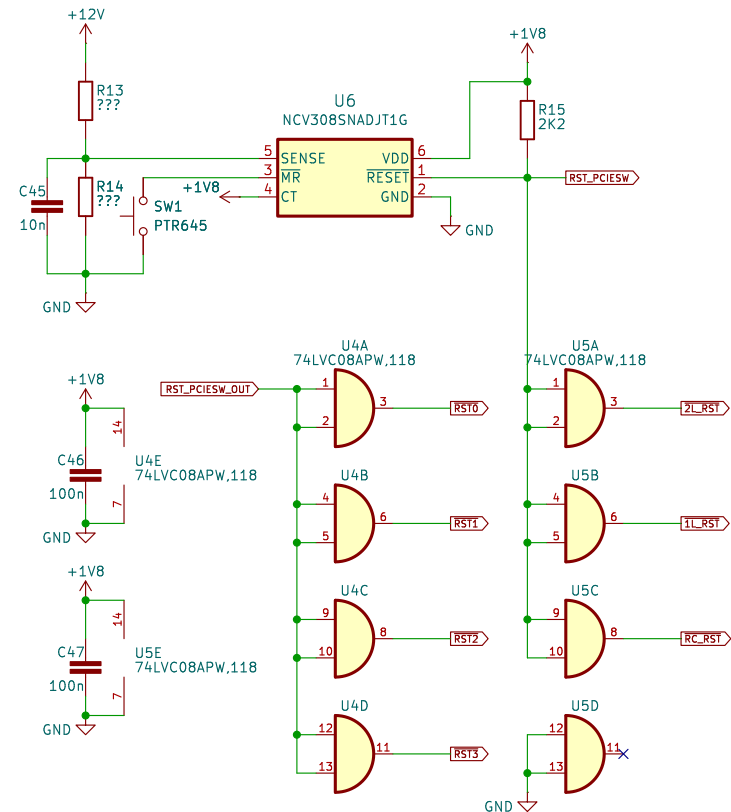 +12V
+1V8
R13
???
U6
NCV308SNADJT1G
R15
2K2
5 SENSE VDD 6
3 MR RESET 1
4 CT GND 2
RST_PCIESW
C45
10n
R14
???
+1V8
SW1
PTR645
GND
GND
U4A
74LVC08APW,118
U5A
74LVC08APW,118
RST_PCIESW_OUT
1
2
3
RST0
1
2
3
2L_RST
+1V8
14
C46
100n
U4E
74LVC08APW,118
7
GND
U4B
4
5
6
RST1
U5B
4
5
6
1L_RST
+1V8
14
C47
100n
U5E
74LVC08APW,118
7
GND
U4C
9
10
8
RST2
U5C
9
10
8
RC_RST
U4D
12
13
11
RST3
U5D
12
13
11
GND